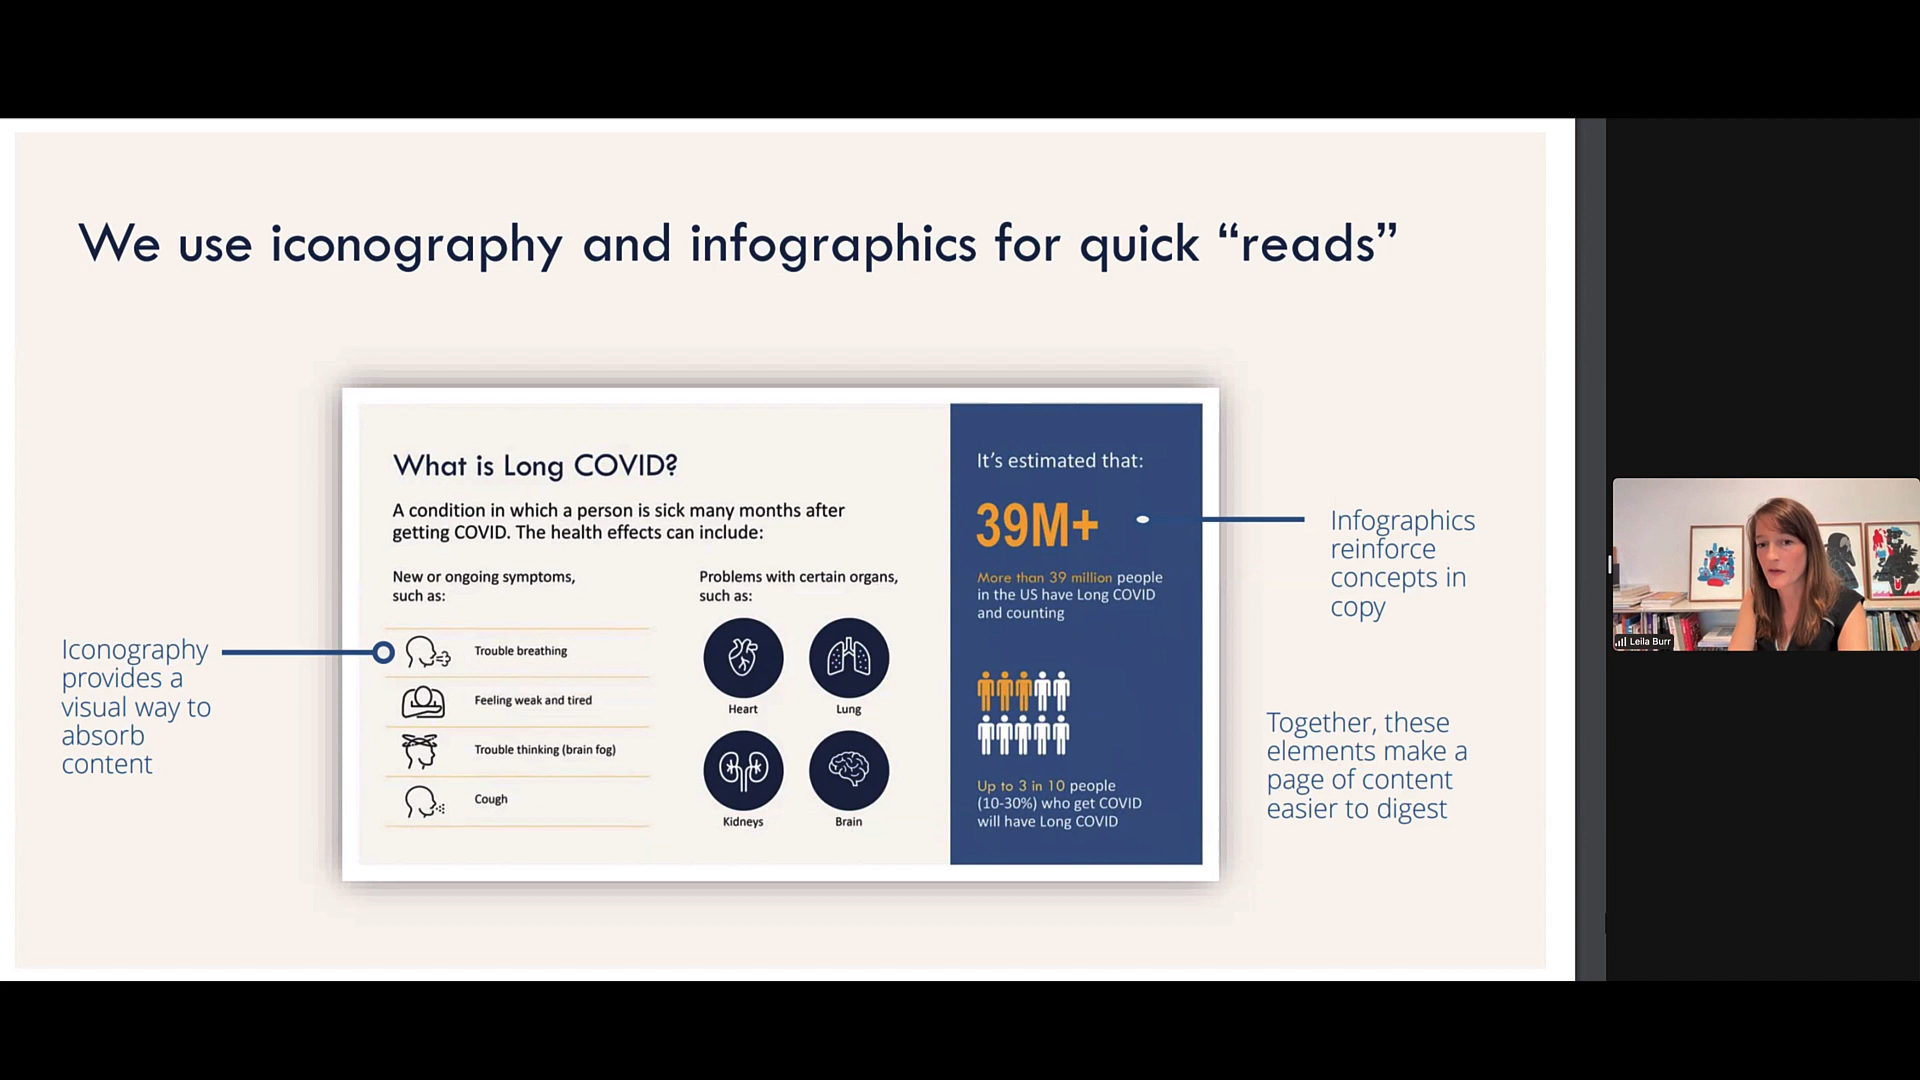 We use iconography and infographics for quick “reads”
Iconography
provides a
visual way to
absorb
content
What is Long COVID?
A condition in which a person is sick many months after
getting COVID. The health effects can include:
New or ongoing symptoms,
such as:
Trouble breathing
Feeling weak and tired
Trouble thinking (brain fog)
Cough
Problems with certain organs,
such as:
Heart
Lung
Kidneys
Brain
It’s estimated that:
39M+
More than 39 million people
in the US have Long COVID
and counting
Up to 3 in 10 people
(10-30%) who get COVID
will have Long COVID
Infographics
reinforce
concepts in
copy
Together, these
elements make a
page of content
easier to digest
Leila Burr